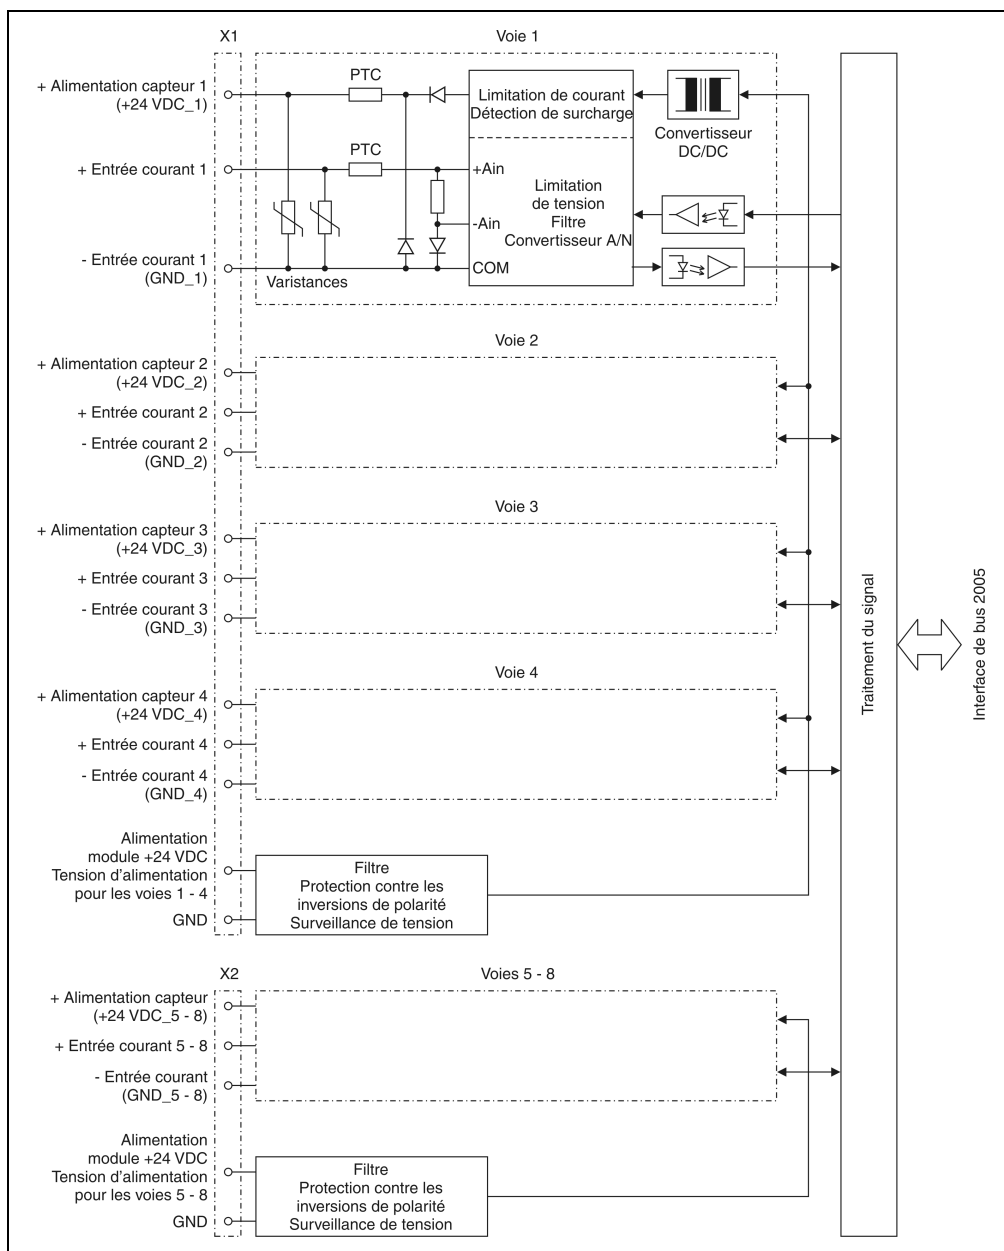 X1
Voie 1
+ Alimentation capteur 1
(+24 VDC_1)
PTC
Limitation de courant
Détection de surcharge
Convertisseur
DC/DC
+ Entrée courant 1
PTC
+Ain
Limitation
de tension
Filtre
Convertisseur A/N
-Ain
- Entrée courant 1
(GND_1)
COM
Varistances
Voie 2
+ Alimentation capteur 2
(+24 VDC_2)
+ Entrée courant 2
- Entrée courant 2
(GND_2)
Voie 3
+ Alimentation capteur 3
(+24 VDC_3)
+ Entrée courant 3
- Entrée courant 3
(GND_3)
Voie 4
+ Alimentation capteur 4
(+24 VDC_4)
+ Entrée courant 4
- Entrée courant 4
(GND_4)
Alimentation
module +24 VDC
Tension d'alimentation
pour les voies 1 - 4
GND
Filtre
Protection contre les
inversions de polarité
Surveillance de tension
X2
Voies 5 - 8
+ Alimentation capteur
(+24 VDC_5 - 8)
+ Entrée courant 5 - 8
- Entrée courant
(GND_5 - 8)
Alimentation
module +24 VDC
Tension d'alimentation
pour les voies 5 - 8
GND
Filtre
Protection contre les
inversions de polarité
Surveillance de tension
Traitement du signal
Interface de bus 2005